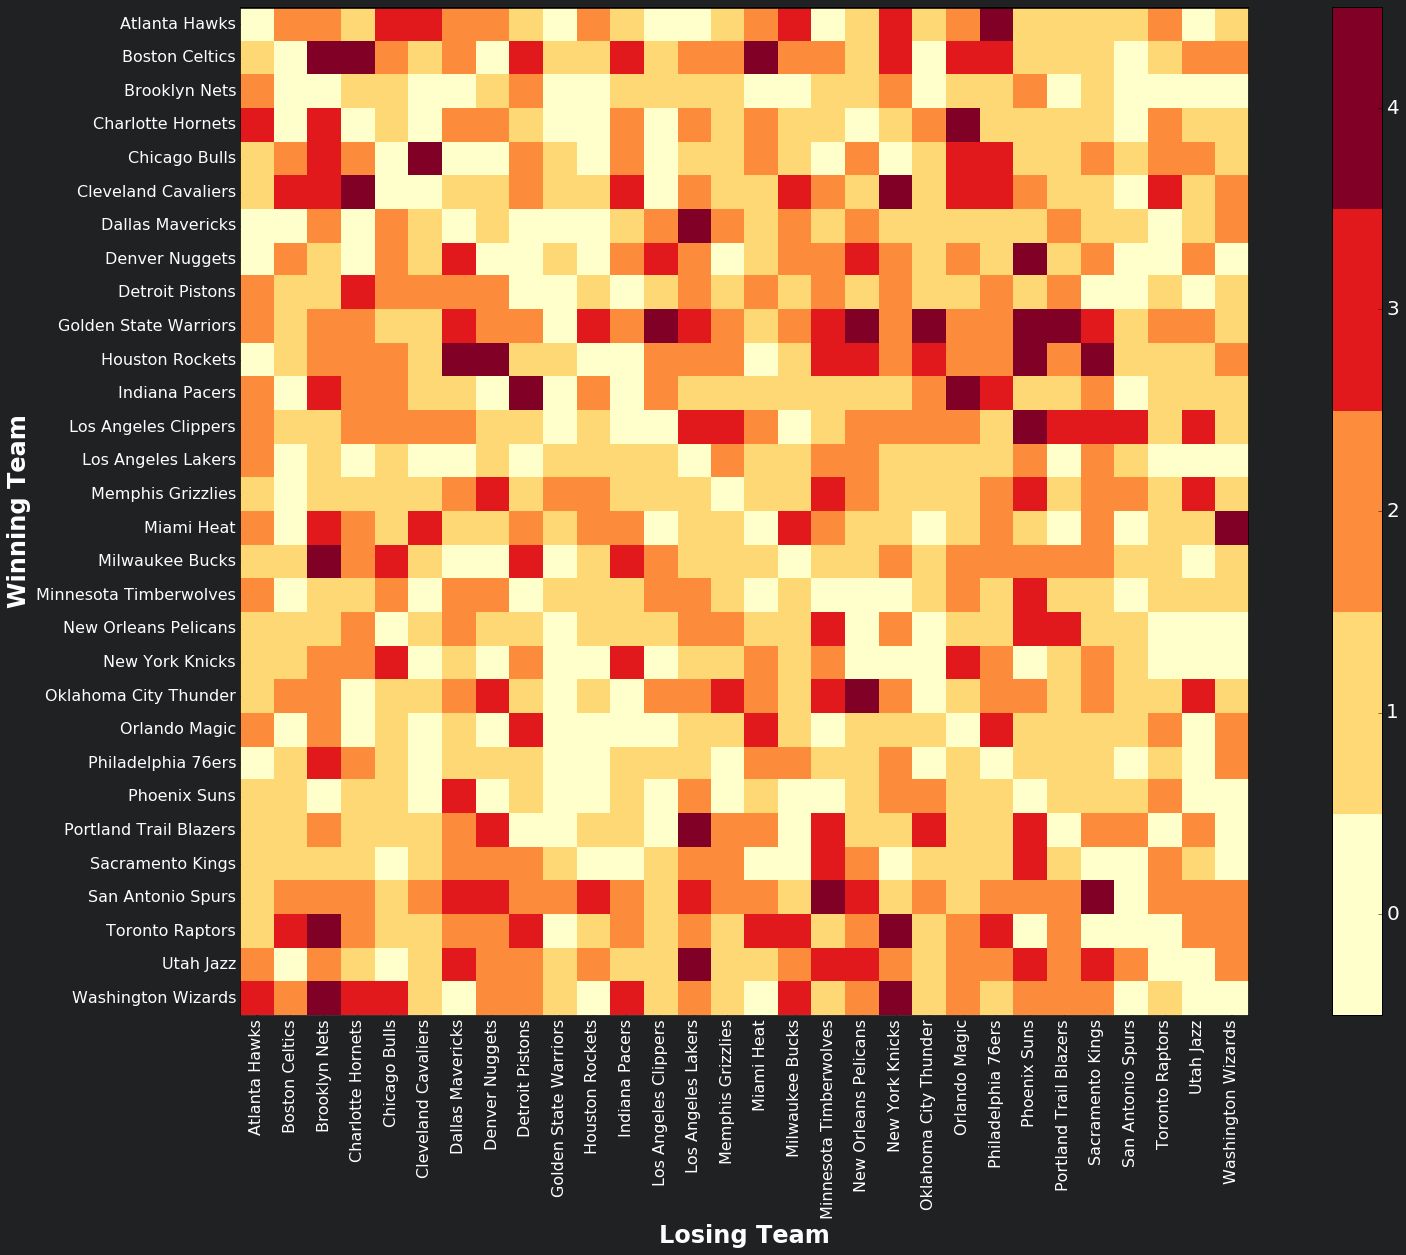 Atlanta Hawks
Boston Celtics
Brooklyn Nets
Charlotte Hornets
Chicago Bulls
Cleveland Cavaliers
Dallas Mavericks
Denver Nuggets
Detroit Pistons
Golden State Warriors
Houston Rockets
Indiana Pacers
Los Angeles Clippers
Los Angeles Lakers
Memphis Grizzlies
Miami Heat
Milwaukee Bucks
Minnesota Timberwolves
New Orleans Pelicans
New York Knicks
Oklahoma City Thunder
Orlando Magic
Philadelphia 76ers
Phoenix Suns
Portland Trail Blazers
Sacramento Kings
San Antonio Spurs
Toronto Raptors
Utah Jazz
Washington Wizards
Winning Team
Atlanta Hawks
Boston Celtics
Brooklyn Nets
Charlotte Hornets
Chicago Bulls
Cleveland Cavaliers
Dallas Mavericks
Denver Nuggets
Detroit Pistons
Golden State Warriors
Houston Rockets
Indiana Pacers
Los Angeles Clippers
Los Angeles Lakers
Memphis Grizzlies
Miami Heat
Milwaukee Bucks
Minnesota Timberwolves
New Orleans Pelicans
New York Knicks
Oklahoma City Thunder
Orlando Magic
Philadelphia 76ers
Phoenix Suns
Portland Trail Blazers
Sacramento Kings
San Antonio Spurs
Toronto Raptors
Utah Jazz
Washington Wizards
Losing Team
4
3
2
1
0